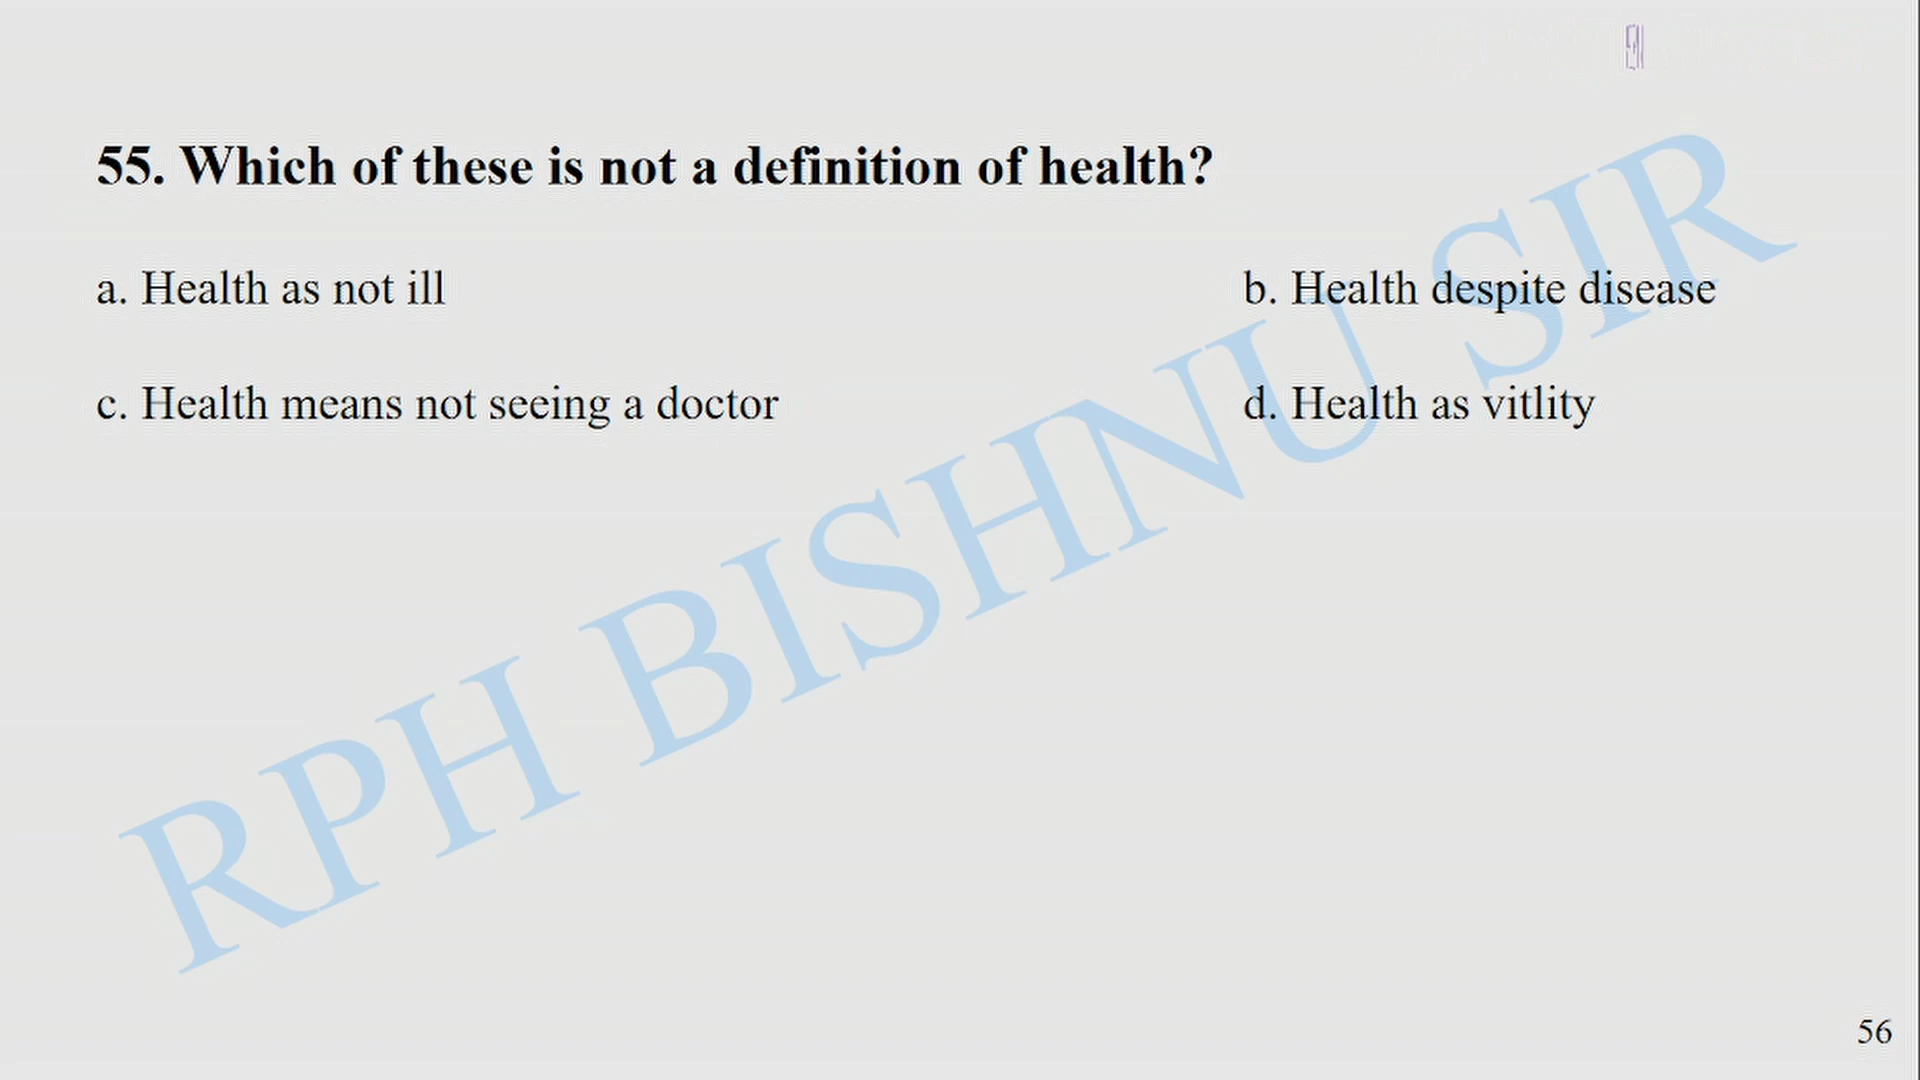 55. Which of these is not a definition of health?
a. Health as not ill
b. Health despite disease
c. Health means not seeing a doctor
d. Health as vitlity
RPH BISHNU SIR
56